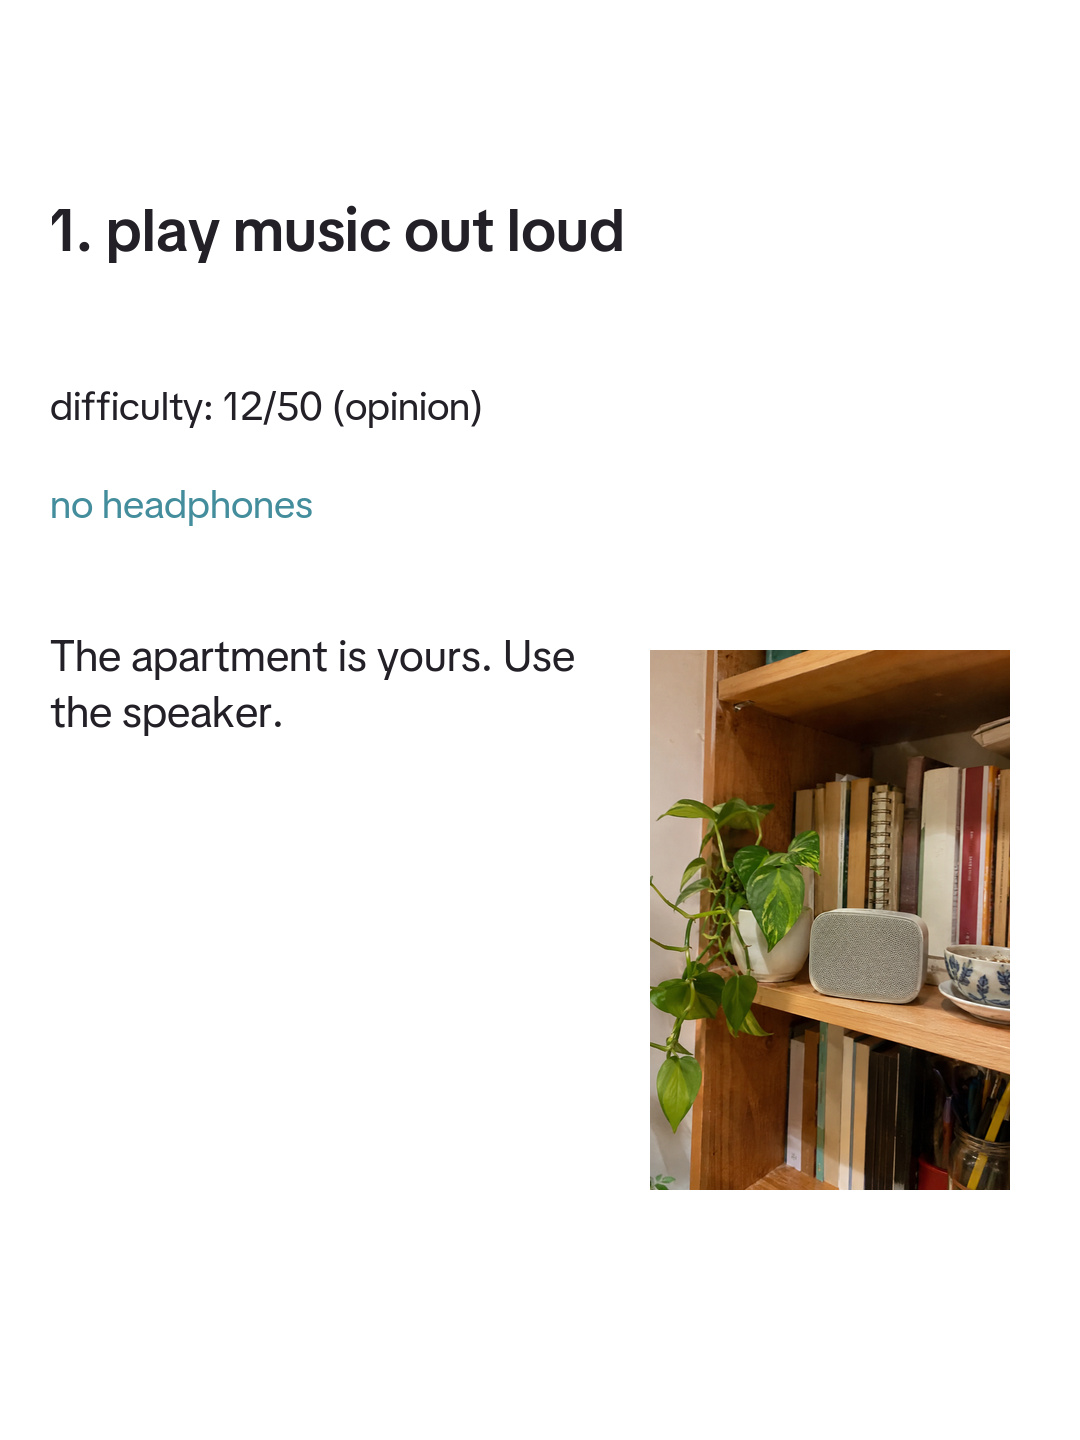 1. play music out loud
difficulty: 12/50 (opinion)
no headphones
The apartment is yours. Use
the speaker.